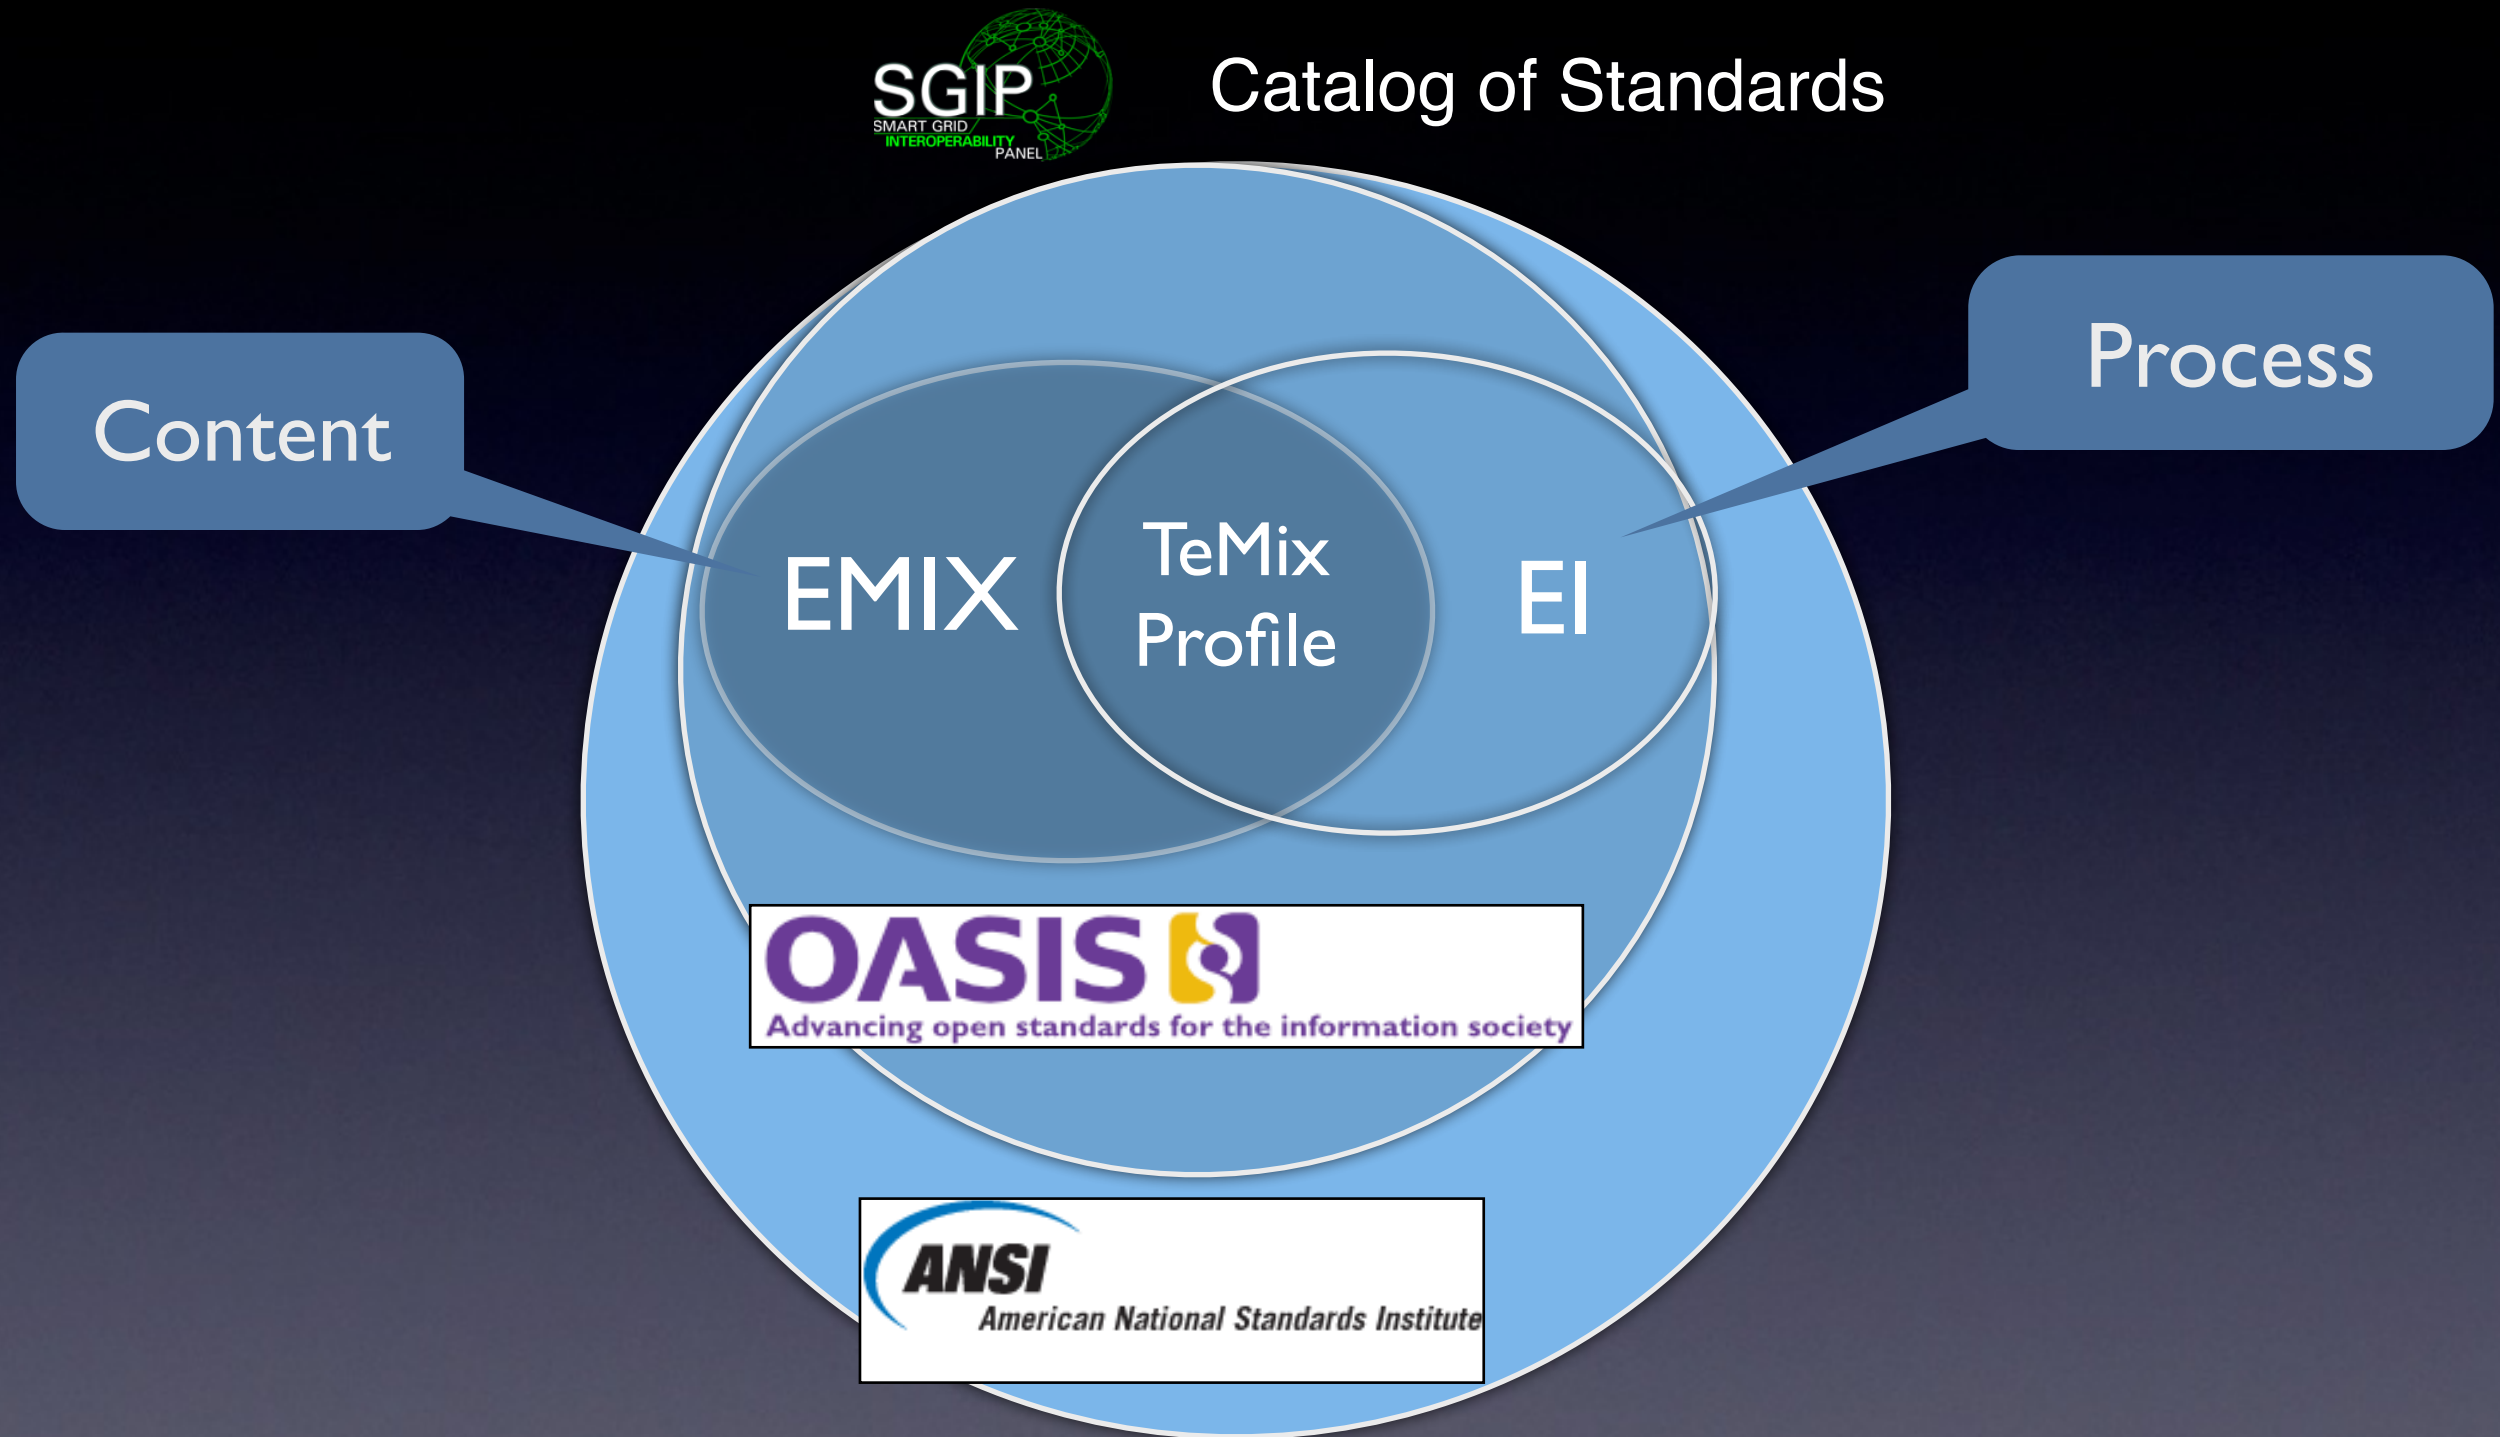 SGIP
SMART GRID
INTEROPERABILITY
PANEL
Catalog of Standards
Content
Process
EMIX
TeMix
Profile
EI
OASIS
Advancing open standards for the information society
ANSI
American National Standards Institute